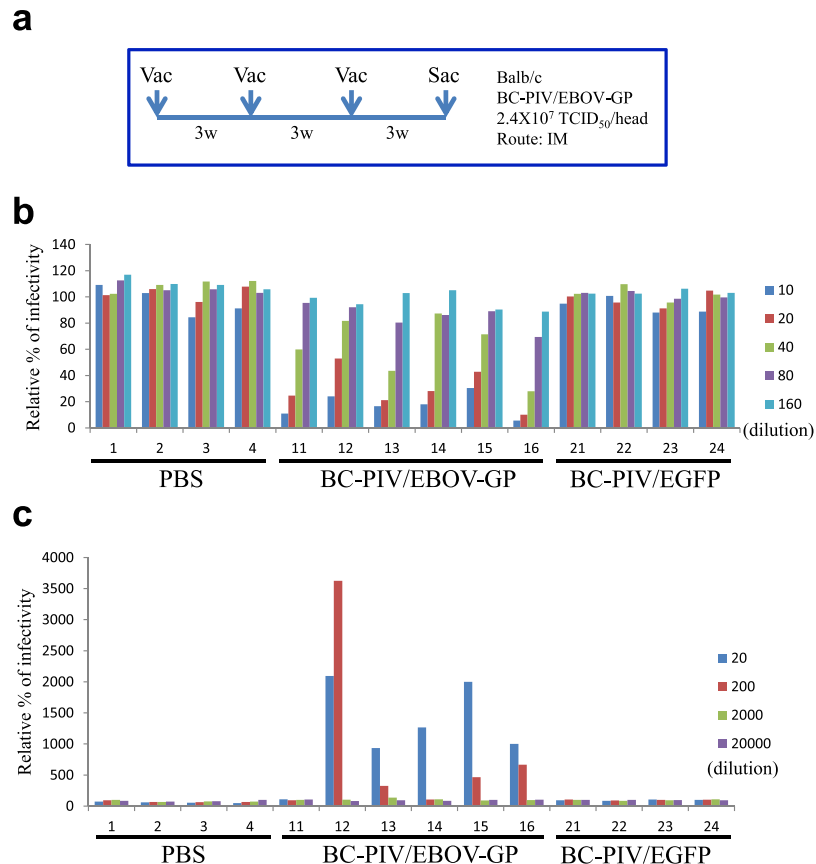 a
Vac Vac Vac Sac
3w 3w 3w
Balb/c
BC-PIV/EBOV-GP
2.4X10⁷ TCID₅₀/head
Route: IM
b
Relative % of infectivity
140
120
100
80
60
40
20
0
1 2 3 4 11 12 13 14 15 16 21 22 23 24
PBS BC-PIV/EBOV-GP BC-PIV/EGFP
10
20
40
80
160
(dilution)
c
Relative % of infectivity
4000
3500
3000
2500
2000
1500
1000
500
0
1 2 3 4 11 12 13 14 15 16 21 22 23 24
PBS BC-PIV/EBOV-GP BC-PIV/EGFP
20
200
2000
20000
(dilution)